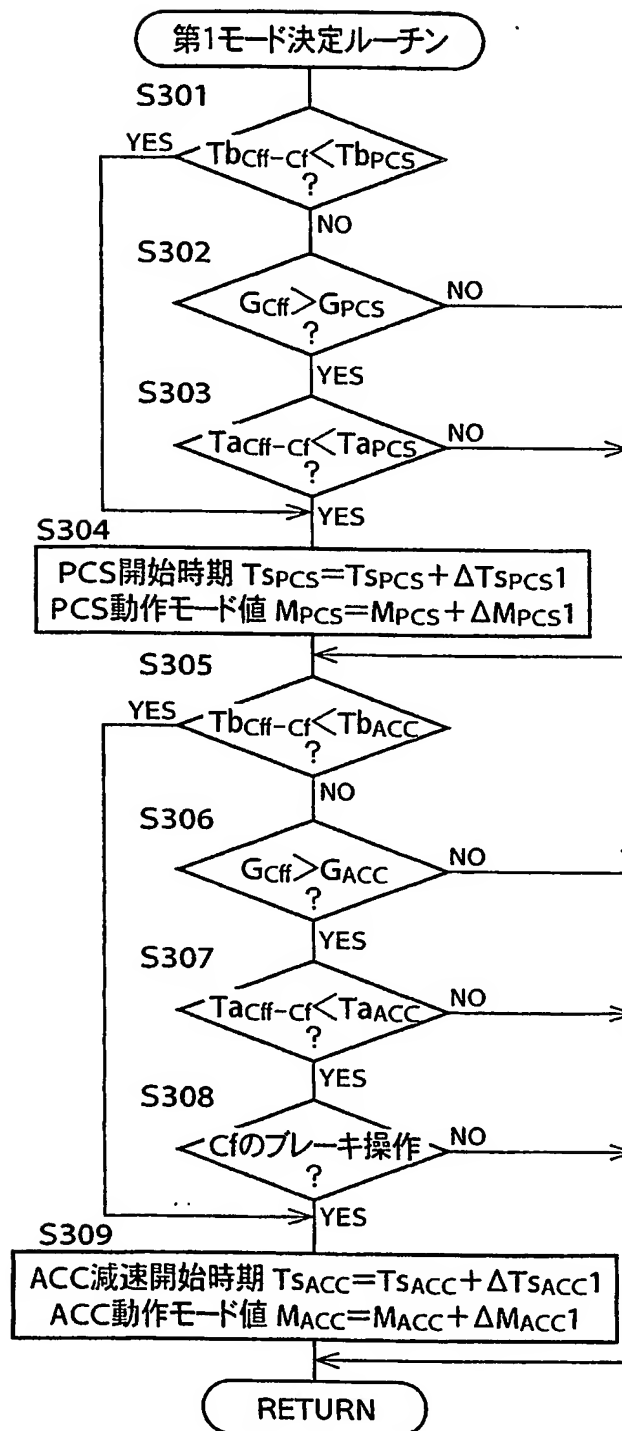 第1モード決定ルーチン
S301
YES
TbCff-Cf<TbPCS
?
NO
S302
GCff>GPCS
?
NO
YES
S303
TaCff-Cf<TaPCS
?
NO
YES
S304
PCS開始時期 TsPCS=TsPCS+ΔTsPCS1
PCS動作モード値 MPCS=MPCS+ΔMPCS1
S305
YES
TbCff-Cf<TbACC
?
NO
S306
GCff>GACC
?
NO
YES
S307
TaCff-Cf<TaACC
?
NO
YES
S308
Cfのブレーキ操作
?
NO
YES
S309
ACC減速開始時期 TsACC=TsACC+ΔTsACC1
ACC動作モード値 MACC=MACC+ΔMACC1
RETURN